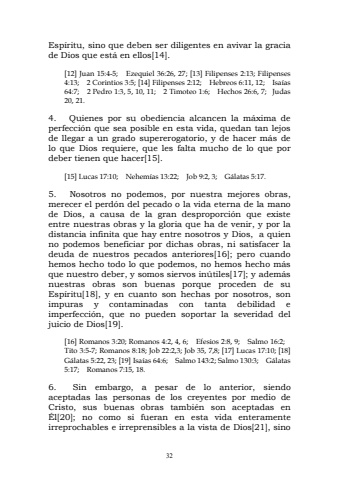 Espíritu, sino que deben ser diligentes en avivar la gracia
de Dios que está en ellos[14].
[12] Juan 15:4-5; Ezequiel 36:26, 27; [13] Filipenses 2:13; Filipenses
4:13; 2 Corintios 3:5; [14] Filipenses 2:12; Hebreos 6:11, 12; Isaías
64:7; 2 Pedro 1:3, 5, 10, 11; 2 Timoteo 1:6; Hechos 26:6, 7; Judas
20, 21.
4. Quienes por su obediencia alcancen la máxima de
perfección que sea posible en esta vida, quedan tan lejos
de llegar a un grado supererogatorio, y de hacer más de
lo que Dios requiere, que les falta mucho de lo que por
deber tienen que hacer[15].
[15] Lucas 17:10; Nehemías 13:22; Job 9:2, 3; Gálatas 5:17.
5. Nosotros no podemos, por nuestra mejores obras,
merecer el perdón del pecado o la vida eterna de la mano
de Dios, a causa de la gran desproporción que existe
entre nuestras obras y la gloria que ha de venir, y por la
distancia infinita que hay entre nosotros y Dios, a quien
no podemos beneficiar por dichas obras, ni satisfacer la
deuda de nuestros pecados anteriores[16]; pero cuando
hemos hecho todo lo que podemos, no hemos hecho más
que nuestro deber, y somos siervos inútiles[17]; y además
nuestras obras son buenas porque proceden de su
Espíritu[18], y en cuanto son hechas por nosotros, son
impuras y contaminadas con tanta debilidad e
imperfección, que no pueden soportar la severidad del
juicio de Dios[19].
[16] Romanos 3:20; Romanos 4:2, 4, 6; Efesios 2:8, 9; Salmo 16:2;
Tito 3:5-7; Romanos 8:18; Job 22:2,3; Job 35, 7,8; [17] Lucas 17:10; [18]
Gálatas 5:22, 23; [19] Isaías 64:6; Salmo 143:2; Salmo 130:3; Gálatas
5:17; Romanos 7:15, 18.
6. Sin embargo, a pesar de lo anterior, siendo
aceptadas las personas de los creyentes por medio de
Cristo, sus buenas obras también son aceptadas en
Él[20]; no como si fueran en esta vida enteramente
irreprochables e irreprensibles a la vista de Dios[21], sino
32